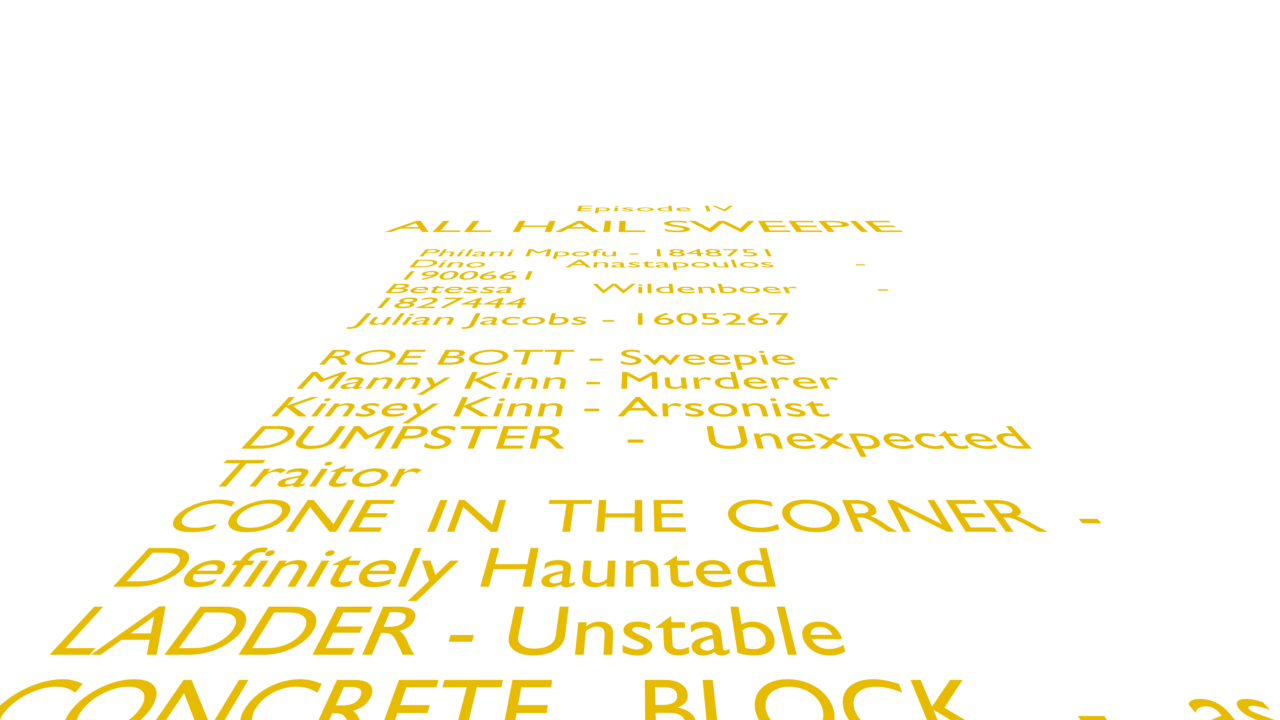 Episode IV
ALL HAIL SWEEPIE
Philani Mpofu - 1848751
Dino Anastapoulos -
1900661
Betessa Wildenboer -
1827444
Julian Jacobs - 1605267
ROE BOTT - Sweepie
Manny Kinn - Murderer
Kinsey Kinn - Arsonist
DUMPSTER - Unexpected
Traitor
CONE IN THE CORNER -
Definitely Haunted
LADDER - Unstable
CONCRETE BLOCK - as